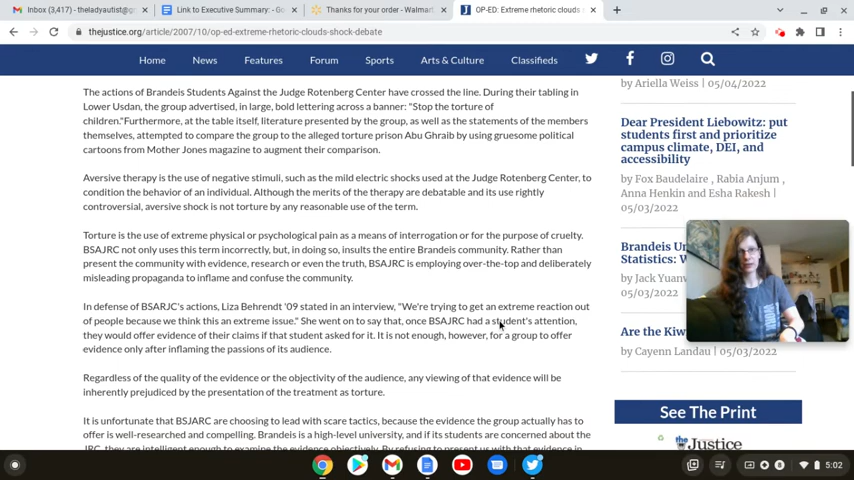 Inbox (3,417) - theladyautist@g
Link to Executive Summary: - Go
Thanks for your order - Walmart
OP-ED: Extreme rhetoric clouds s
thejustice.org/article/2007/10/op-ed-extreme-rhetoric-clouds-shock-debate
Home News Features Forum Sports Arts & Culture Classifieds
by Ariella Weiss | 05/04/2022
The actions of Brandeis Students Against the Judge Rotenberg Center have crossed the line. During their tabling in
Lower Usdan, the group advertised, in large, bold lettering across a banner: "Stop the torture of
children."Furthermore, at the table itself, literature presented by the group, as well as the statements of the members
themselves, attempted to compare the group to the alleged torture prison Abu Ghraib by using gruesome political
cartoons from Mother Jones magazine to augment their comparison.
Aversive therapy is the use of negative stimuli, such as the mild electric shocks used at the Judge Rotenberg Center, to
condition the behavior of an individual. Although the merits of the therapy are debatable and its use rightly
controversial, aversive shock is not torture by any reasonable use of the term.
Torture is the use of extreme physical or psychological pain as a means of interrogation or for the purpose of cruelty.
BSAJRC not only uses this term incorrectly, but, in doing so, insults the entire Brandeis community. Rather than
present the community with evidence, research or even the truth, BSAJRC is employing over-the-top and deliberately
misleading propaganda to inflame and confuse the community.
In defense of BSARJC's actions, Liza Behrendt '09 stated in an interview, "We're trying to get an extreme reaction out
of people because we think this an extreme issue." She went on to say that, once BSAJRC had a student's attention,
they would offer evidence of their claims if that student asked for it. It is not enough, however, for a group to offer
evidence only after inflaming the passions of its audience.
Regardless of the quality of the evidence or the objectivity of the audience, any viewing of that evidence will be
inherently prejudiced by the presentation of the treatment as torture.
It is unfortunate that BSJARC are choosing to lead with scare tactics, because the evidence the group actually has to
offer is well-researched and compelling. Brandeis is a high-level university, and if its students are concerned about the
JRC, they are intelligent enough to examine the evidence objectively. By refusing to present us with that evidence in
Dear President Liebowitz: put
students first and prioritize
campus climate, DEI, and
accessibility
by Fox Baudelaire , Rabia Anjum ,
Anna Henkin and Esha Rakesh |
05/03/2022
Brandeis Un
Statistics: W
by Jack Yuanw
05/03/2022
Are the Kiw
by Cayenn Landau | 05/03/2022
See The Print
the Justice
5:02